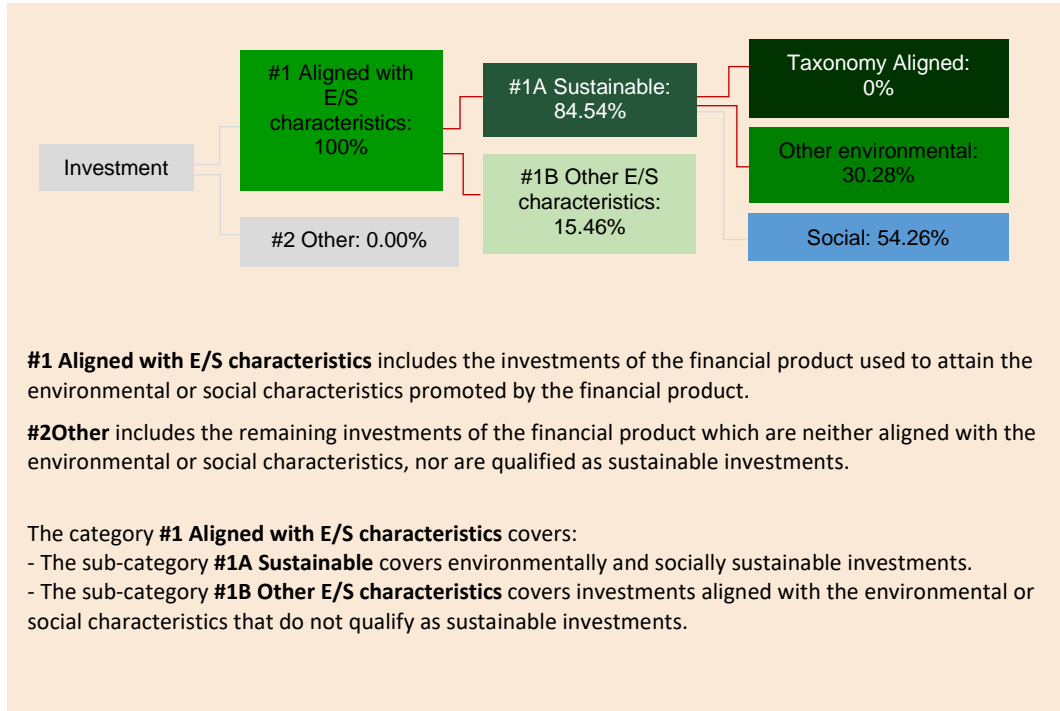 Investment
#1 Aligned with
E/S
characteristics:
100%
#2 Other: 0.00%
#1A Sustainable:
84.54%
#1B Other E/S
characteristics:
15.46%
Taxonomy Aligned:
0%
Other environmental:
30.28%
Social: 54.26%
#1 Aligned with E/S characteristics includes the investments of the financial product used to attain the
environmental or social characteristics promoted by the financial product.
#2Other includes the remaining investments of the financial product which are neither aligned with the
environmental or social characteristics, nor are qualified as sustainable investments.
The category #1 Aligned with E/S characteristics covers:
- The sub-category #1A Sustainable covers environmentally and socially sustainable investments.
- The sub-category #1B Other E/S characteristics covers investments aligned with the environmental or
social characteristics that do not qualify as sustainable investments.